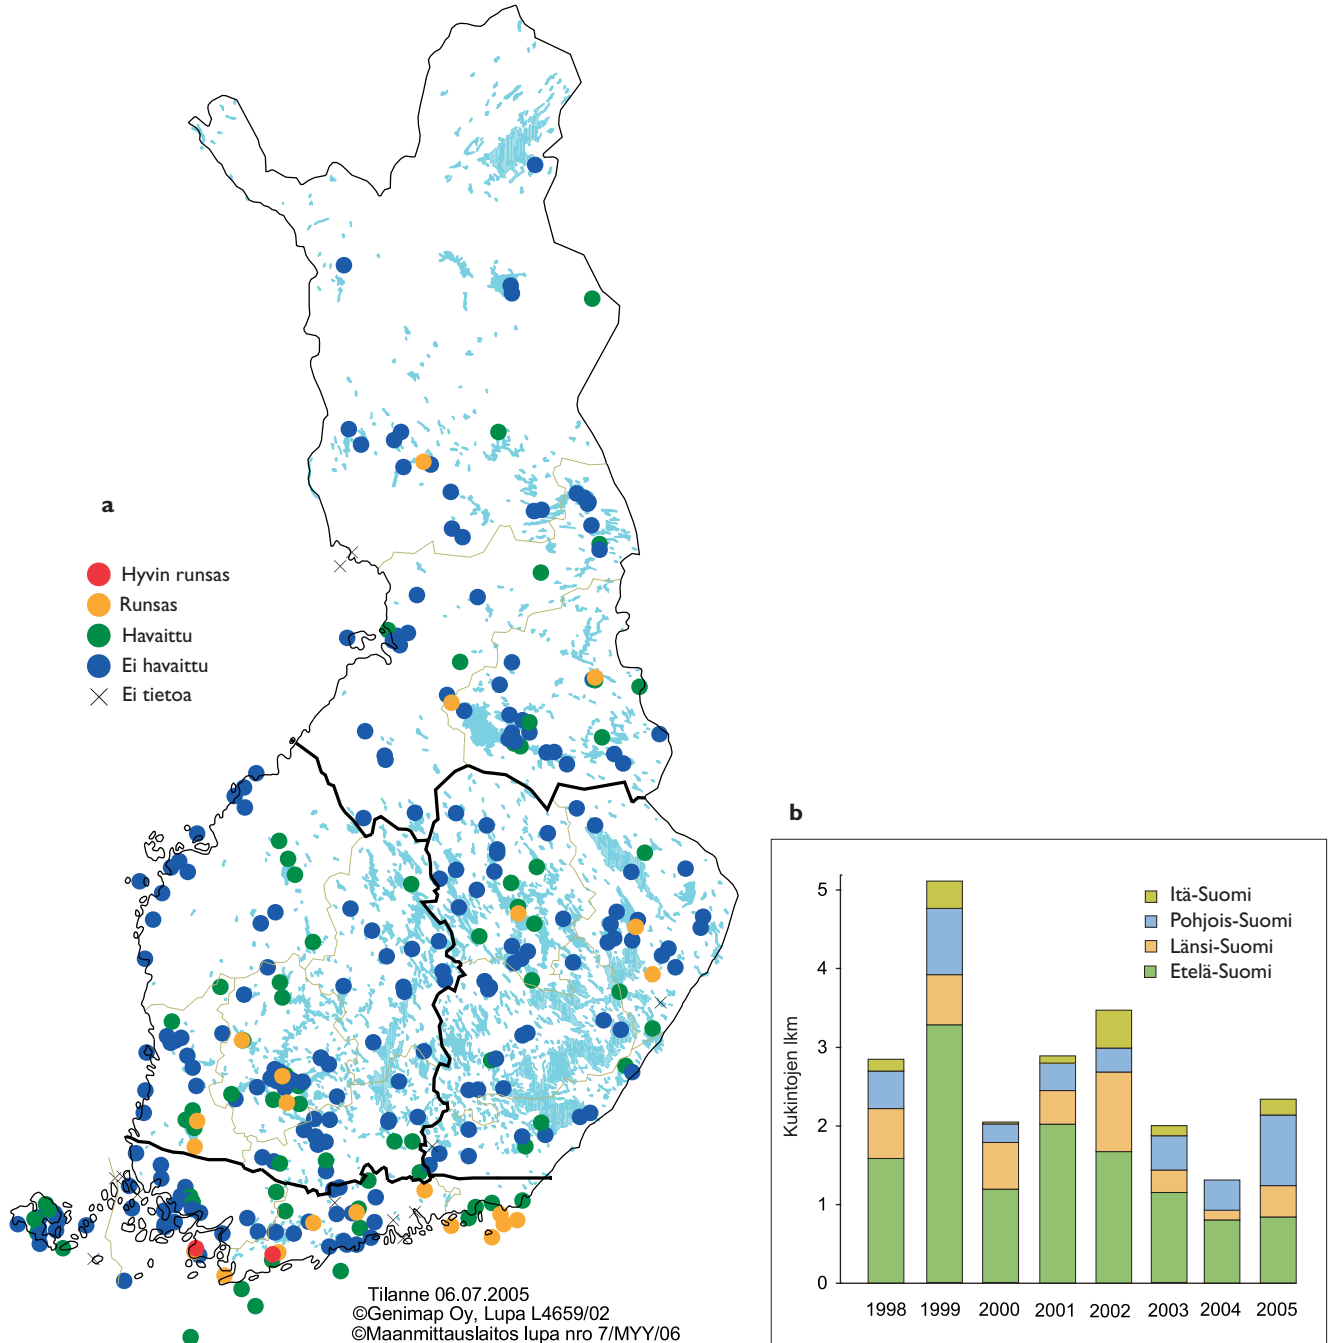 a
Hyvin runsas
Runsas
Havaittu
Ei havaittu
Ei tietoa
Tilanne 06.07.2005
©Genimap Oy, Lupa L4659/02
©Maanmittauslaitos lupa nro 7/MYY/06
b
Kukintojen lkm
5
4
3
2
1
0
Itä-Suomi
Pohjois-Suomi
Länsi-Suomi
Etelä-Suomi
1998 1999 2000 2001 2002 2003 2004 2005